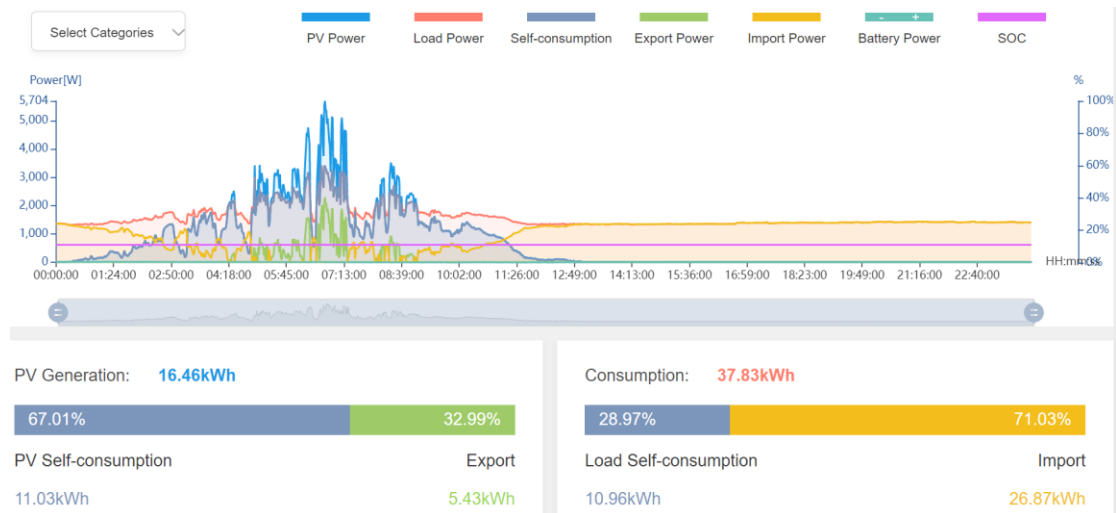 Select Categories
PV Power
Load Power
Self-consumption
Export Power
Import Power
- +
Battery Power
SOC
Power[W]
%
5,704
5,000
4,000
3,000
2,000
1,000
0
100%
80%
60%
40%
20%
0%
00:00:00 01:24:00 02:50:00 04:18:00 05:45:00 07:13:00 08:39:00 10:02:00 11:26:00 12:49:00 14:13:00 15:36:00 16:59:00 18:23:00 19:49:00 21:16:00 22:40:00
HH:mm:ss
PV Generation: 16.46kWh
67.01% 32.99%
PV Self-consumption Export
11.03kWh 5.43kWh
Consumption: 37.83kWh
28.97% 71.03%
Load Self-consumption Import
10.96kWh 26.87kWh